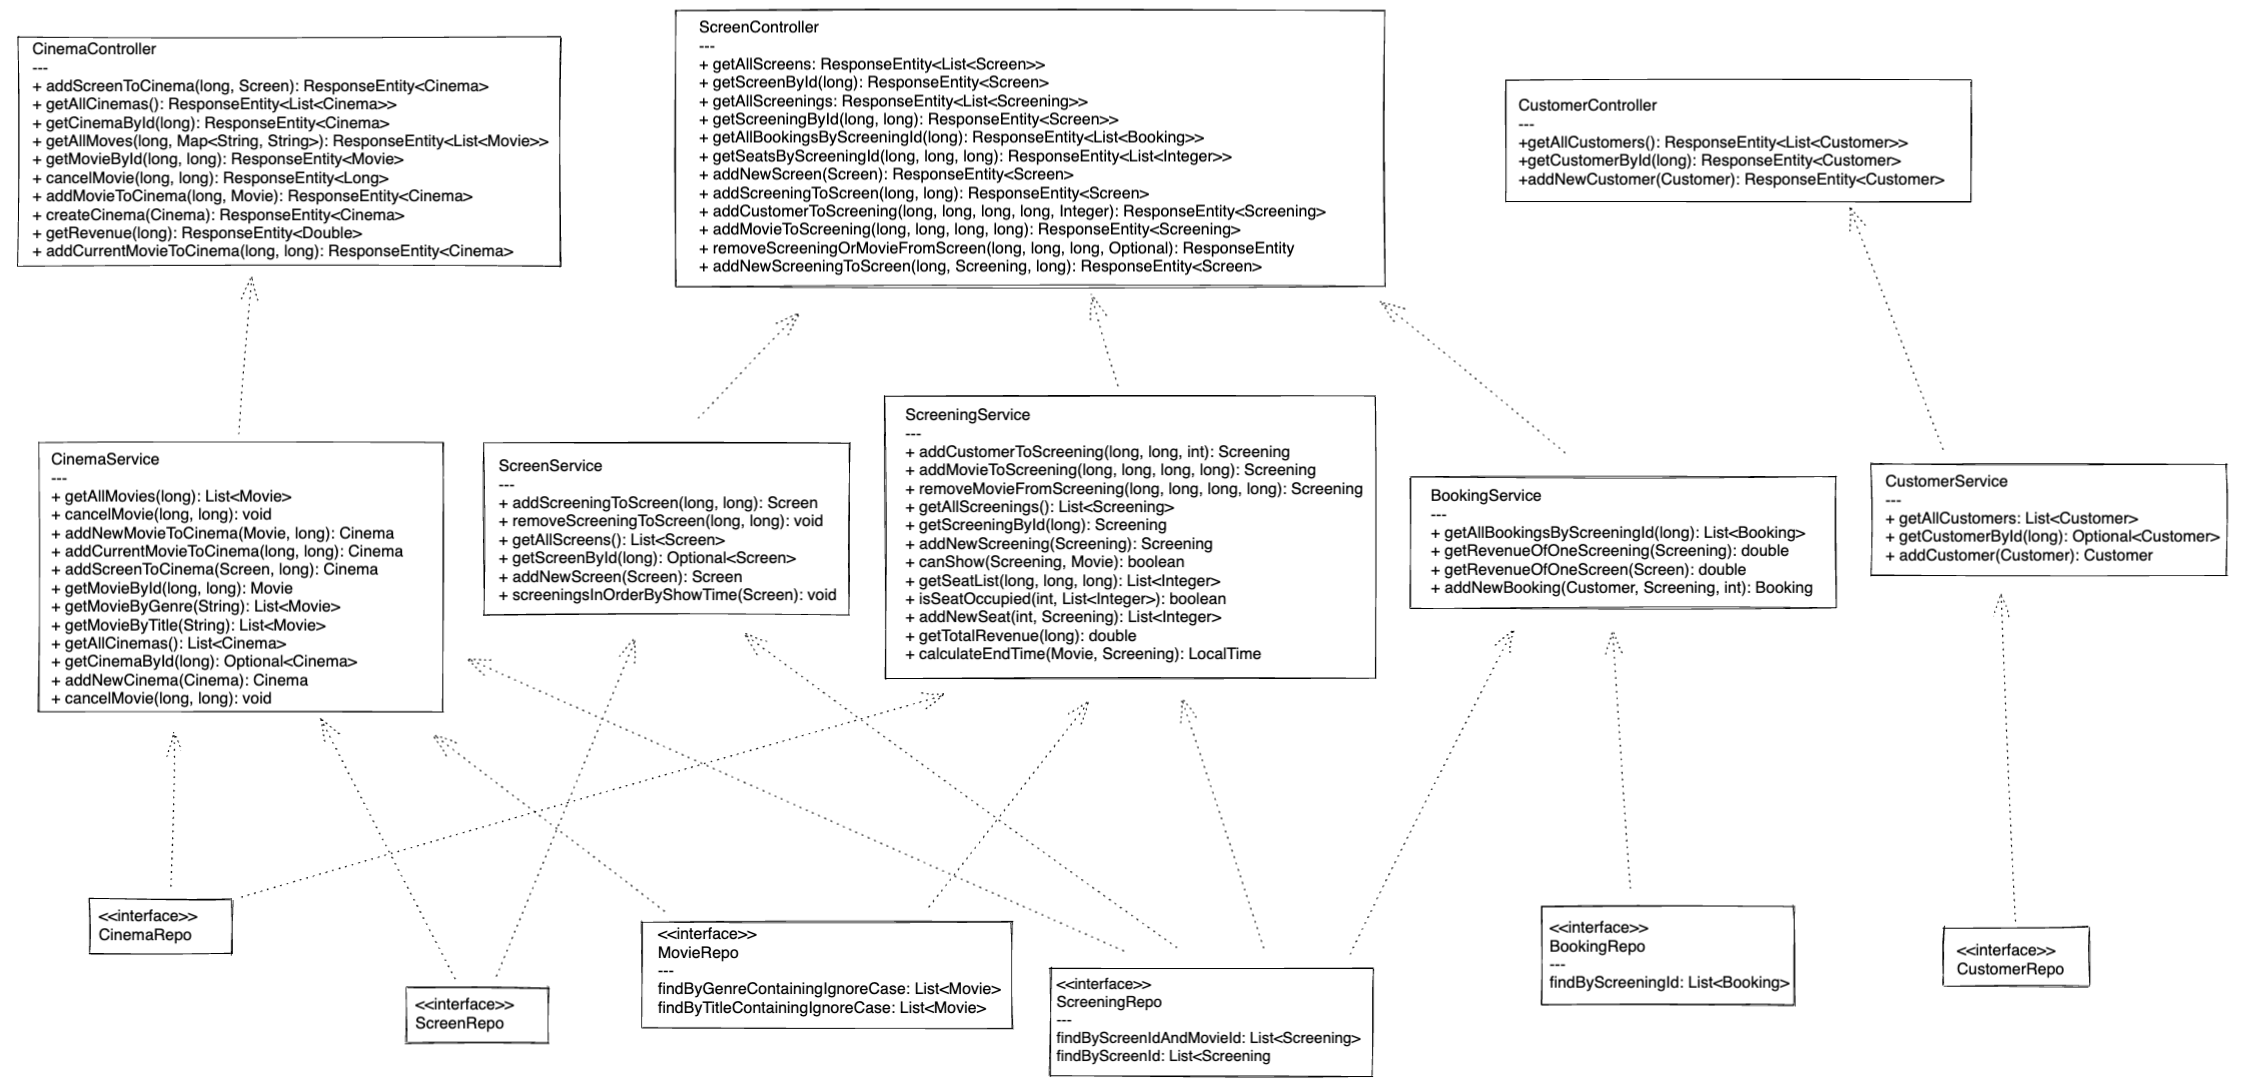 CinemaController
---
+ addScreenToCinema(long, Screen): ResponseEntity<Cinema>
+ getAllCinemas(): ResponseEntity<List<Cinema>>
+ getCinemaById(long): ResponseEntity<Cinema>
+ getAllMoves(long, Map<String, String>): ResponseEntity<List<Movie>>
+ getMovieById(long, long): ResponseEntity<Movie>
+ cancelMovie(long, long): ResponseEntity<Long>
+ addMovieToCinema(long, Movie): ResponseEntity<Cinema>
+ createCinema(Cinema): ResponseEntity<Cinema>
+ getRevenue(long): ResponseEntity<Double>
+ addCurrentMovieToCinema(long, long): ResponseEntity<Cinema>
ScreenController
---
+ getAllScreens: ResponseEntity<List<Screen>>
+ getScreenById(long): ResponseEntity<Screen>
+ getAllScreenings: ResponseEntity<List<Screening>>
+ getScreeningById(long, long): ResponseEntity<Screen>>
+ getAllBookingsByScreeningId(long): ResponseEntity<List<Booking>>
+ getSeatsByScreeningId(long, long, long): ResponseEntity<List<Integer>>
+ addNewScreen(Screen): ResponseEntity<Screen>
+ addScreeningToScreen(long, long): ResponseEntity<Screen>
+ addCustomerToScreening(long, long, long, long, Integer): ResponseEntity<Screening>
+ addMovieToScreening(long, long, long, long): ResponseEntity<Screening>
+ removeScreeningOrMovieFromScreen(long, long, long, Optional): ResponseEntity
+ addNewScreeningToScreen(long, Screening, long): ResponseEntity<Screen>
CustomerController
---
+getAllCustomers(): ResponseEntity<List<Customer>>
+getCustomerById(long): ResponseEntity<Customer>
+addNewCustomer(Customer): ResponseEntity<Customer>
CinemaService
---
+ getAllMovies(long): List<Movie>
+ cancelMovie(long, long): void
+ addNewMovieToCinema(Movie, long): Cinema
+ addCurrentMovieToCinema(long, long): Cinema
+ addScreenToCinema(Screen, long): Cinema
+ getMovieById(long, long): Movie
+ getMovieByGenre(String): List<Movie>
+ getMovieByTitle(String): List<Movie>
+ getAllCinemas(): List<Cinema>
+ getCinemaById(long): Optional<Cinema>
+ addNewCinema(Cinema): Cinema
+ cancelMovie(long, long): void
ScreenService
---
+ addScreeningToScreen(long, long): Screen
+ removeScreeningToScreen(long, long): void
+ getAllScreens(): List<Screen>
+ getScreenById(long): Optional<Screen>
+ addNewScreen(Screen): Screen
+ screeningsInOrderByShowTime(Screen): void
ScreeningService
---
+ addCustomerToScreening(long, long, int): Screening
+ addMovieToScreening(long, long, long, long): Screening
+ removeMovieFromScreening(long, long, long, long): Screening
+ getAllScreenings(): List<Screening>
+ getScreeningById(long): Screening
+ addNewScreening(Screening): Screening
+ canShow(Screening, Movie): boolean
+ getSeatList(long, long, long): List<Integer>
+ isSeatOccupied(int, List<Integer>): boolean
+ addNewSeat(int, Screening): List<Integer>
+ getTotalRevenue(long): double
+ calculateEndTime(Movie, Screening): LocalTime
BookingService
---
+ getAllBookingsByScreeningId(long): List<Booking>
+ getRevenueOfOneScreening(Screening): double
+ getRevenueOfOneScreen(Screen): double
+ addNewBooking(Customer, Screening, int): Booking
CustomerService
---
+ getAllCustomers: List<Customer>
+ getCustomerById(long): Optional<Customer>
+ addCustomer(Customer): Customer
<<interface>>
CinemaRepo
<<interface>>
ScreenRepo
<<interface>>
MovieRepo
---
findByGenreContainingIgnoreCase: List<Movie>
findByTitleContainingIgnoreCase: List<Movie>
<<interface>>
ScreeningRepo
---
findByScreenIdAndMovieId: List<Screening>
findByScreenId: List<Screening
<<interface>>
BookingRepo
---
findByScreeningId: List<Booking>
<<interface>>
CustomerRepo